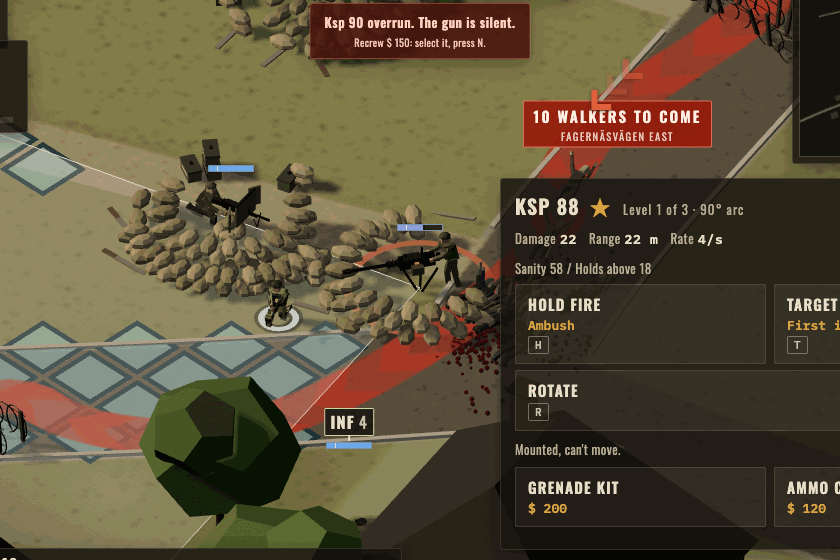 Ksp 90 overrun. The gun is silent.
Recrew $ 150: select it, press N.
10 WALKERS TO COME
FAGERNÄSVÄGEN EAST
KSP 88 ★ Level 1 of 3 · 90° arc
Damage 22 Range 22 m Rate 4/s
Sanity 58 / Holds above 18
HOLD FIRE
Ambush
H
TARGET
First i
T
ROTATE
R
INF 4
Mounted, can't move.
GRENADE KIT
$ 200
AMMO C
$ 120